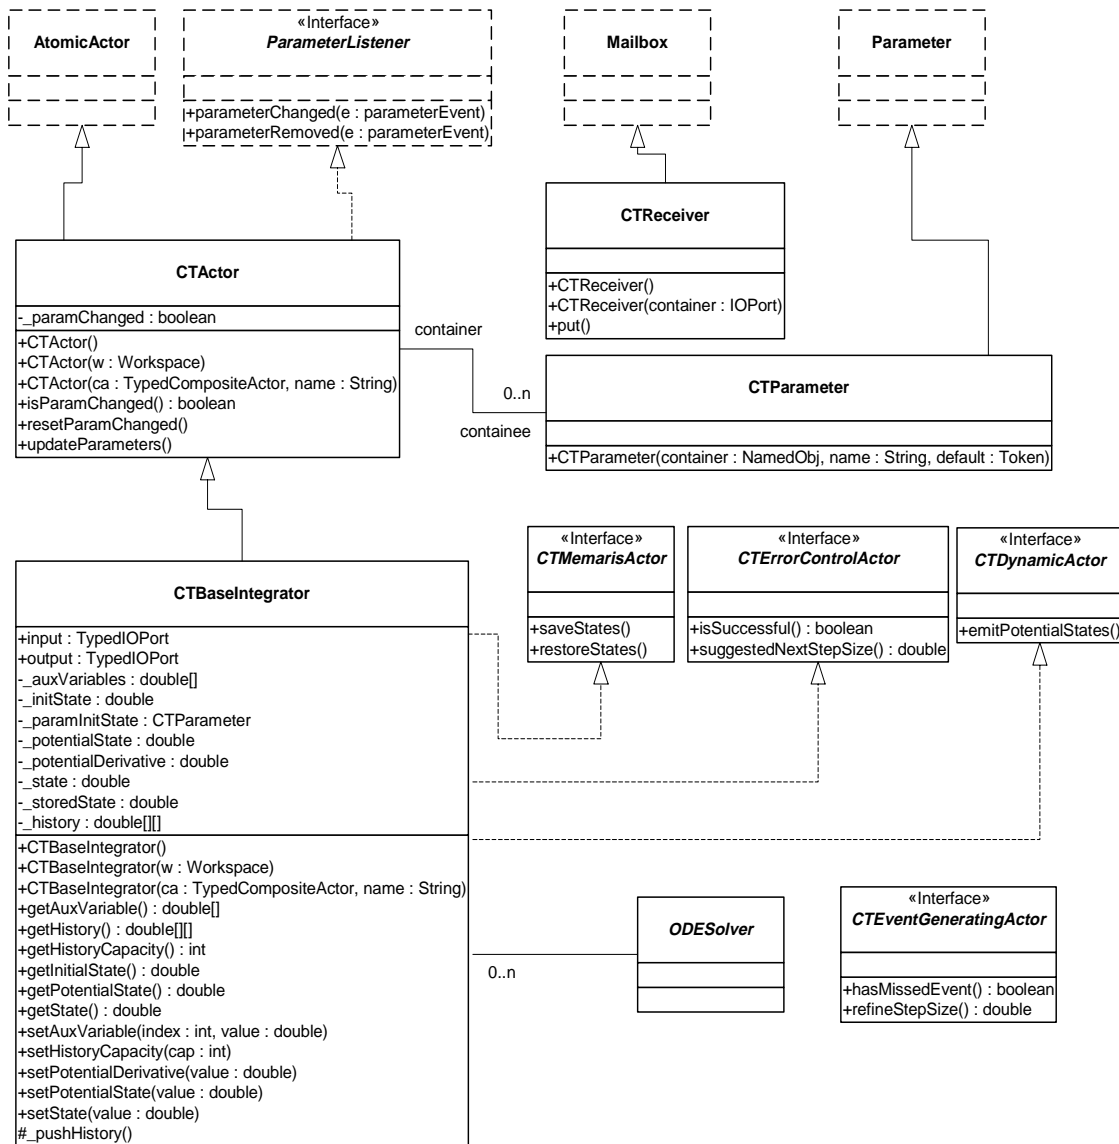 AtomicActor
«Interface»
ParameterListener
+parameterChanged(e : parameterEvent)
+parameterRemoved(e : parameterEvent)
Mailbox
Parameter
CTReceiver
+CTReceiver()
+CTReceiver(container : IOPort)
+put()
CTActor
-_paramChanged : boolean
+CTActor()
+CTActor(w : Workspace)
+CTActor(ca : TypedCompositeActor, name : String)
+isParamChanged() : boolean
+resetParamChanged()
+updateParameters()
container
0..n
containee
CTParameter
+CTParameter(container : NamedObj, name : String, default : Token)
«Interface»
CTMemarisActor
+saveStates()
+restoreStates()
«Interface»
CTErrorControlActor
+isSuccessful() : boolean
+suggestedNextStepSize() : double
«Interface»
CTDynamicActor
+emitPotentialStates()
CTBaseIntegrator
+input : TypedIOPort
+output : TypedIOPort
-_auxVariables : double[]
-_initState : double
-_paramInitState : CTParameter
-_potentialState : double
-_potentialDerivative : double
-_state : double
-_storedState : double
-_history : double[][]
+CTBaseIntegrator()
+CTBaseIntegrator(w : Workspace)
+CTBaseIntegrator(ca : TypedCompositeActor, name : String)
+getAuxVariable() : double[]
+getHistory() : double[][]
+getHistoryCapacity() : int
+getInitialState() : double
+getPotentialState() : double
+getState() : double
+setAuxVariable(index : int, value : double)
+setHistoryCapacity(cap : int)
+setPotentialDerivative(value : double)
+setPotentialState(value : double)
+setState(value : double)
#_pushHistory()
0..n
ODESolver
«Interface»
CTEventGeneratingActor
+hasMissedEvent() : boolean
+refineStepSize() : double